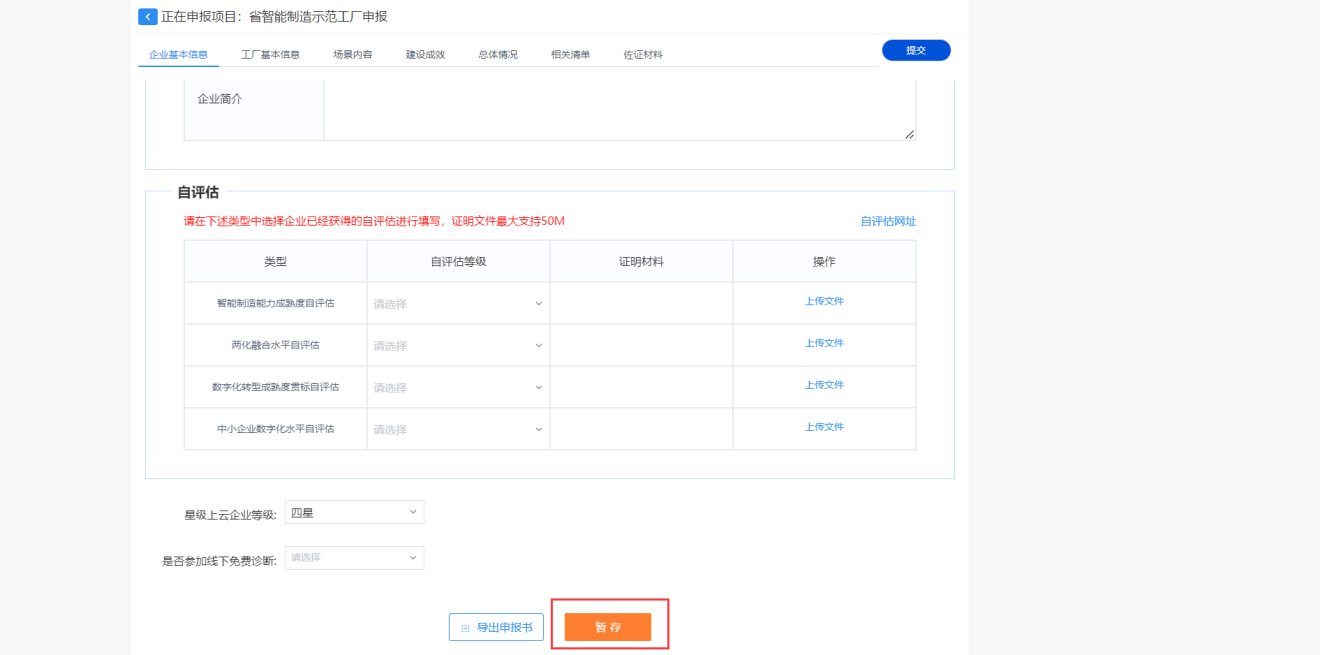 正在申报项目：省智能制造示范工厂申报
企业基本信息 工厂基本信息 场景内容 建设成效 总体情况 相关清单 佐证材料 提交
企业简介
自评估
请在下述类型中选择企业已经获得的自评估进行填写，证明文件最大支持50M 自评估网址
类型 自评估等级 证明材料 操作
智能制造能力成熟度自评估 请选择 上传文件
两化融合水平自评估 请选择 上传文件
数字化转型成熟度贯标自评估 请选择 上传文件
中小企业数字化水平自评估 请选择 上传文件
星级上云企业等级: 四星
是否参加线下免费诊断: 请选择
导出申报书 暂存